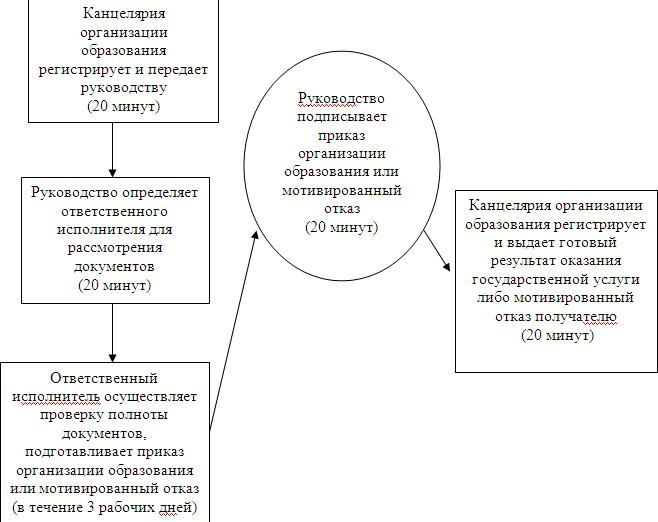 Канцелярия
организации
образования
регистрирует и передает
руководству
(20 минут)
Руководство определяет
ответственного
исполнителя для
рассмотрения
документов
(20 минут)
Ответственный
исполнитель осуществляет
проверку полноты
документов,
подготавливает приказ
организации образования
или мотивированный отказ
(в течение 3 рабочих дней)
Руководство
подписывает
приказ
организации
образования или
мотивированный
отказ
(20 минут)
Канцелярия организации
образования регистрирует
и выдает готовый
результат оказания
государственной услуги
либо мотивированный
отказ получателю
(20 минут)